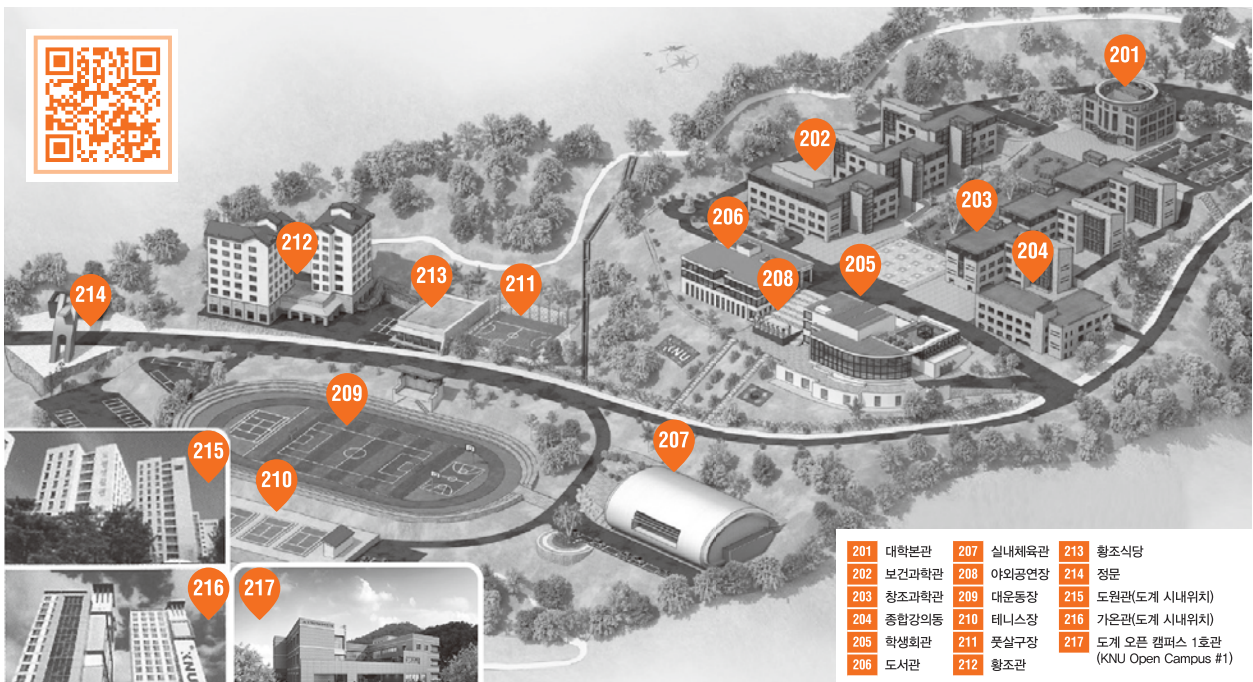 201
202
203
206
204
212
213
211
208
205
214
KNU
209
207
215
210
216
217
201 대학본관
202 보건과학관
203 창조과학관
204 종합강의동
205 학생회관
206 도서관
207 실내체육관
208 야외공연장
209 대운동장
210 테니스장
211 풋살구장
212 황조관
213 황조식당
214 정문
215 도원관(도계 시내위치)
216 가온관(도계 시내위치)
217 도계 오픈 캠퍼스 1호관
(KNU Open Campus #1)